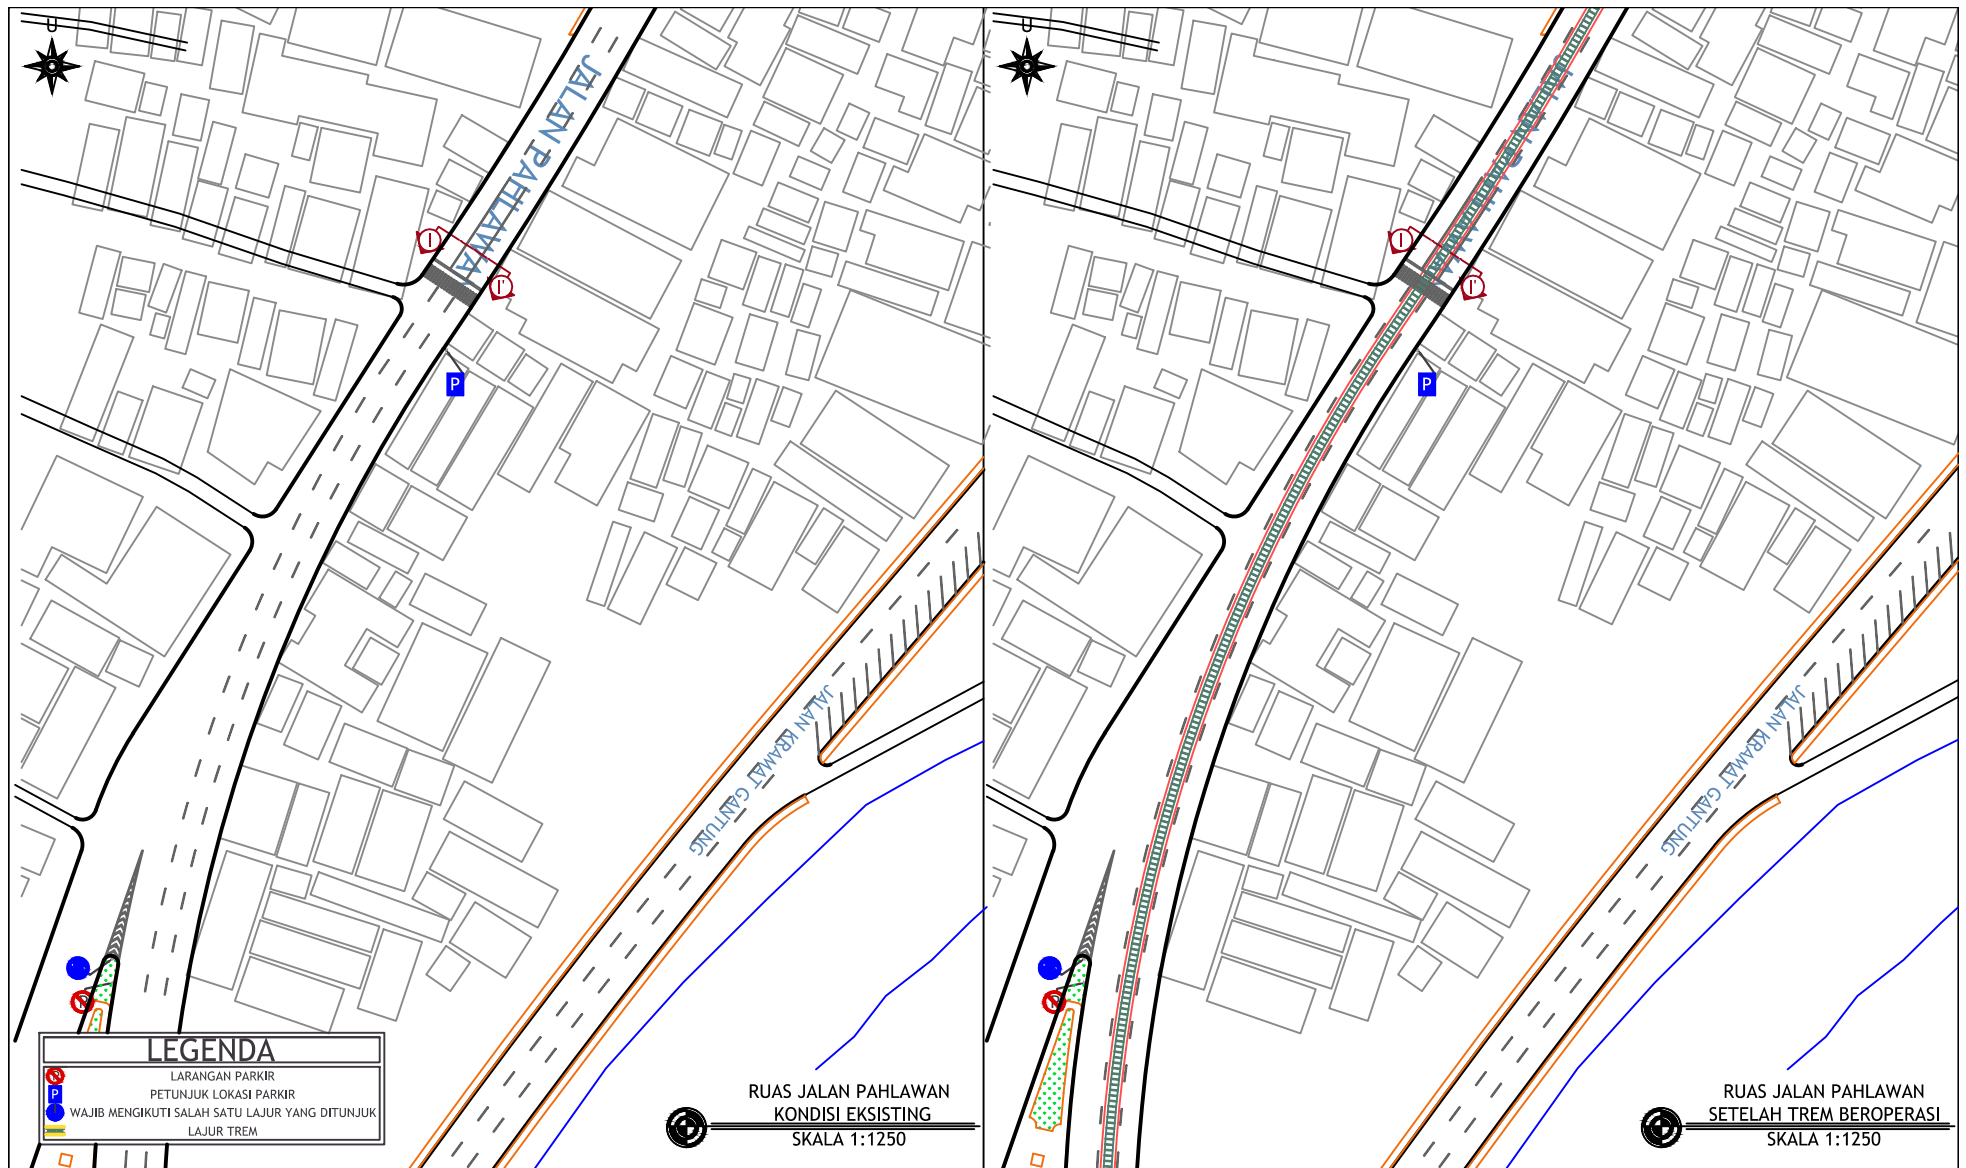 U
JALAN PAHLAWA
I
I'
P
JALAN KRAMAT GANTUNG
LEGENDA
LARANGAN PARKIR
P
PETUNJUK LOKASI PARKIR
WAJIB MENGIKUTI SALAH SATU LAJUR YANG DITUNJUK
LAJUR TREM
RUAS JALAN PAHLAWAN
KONDISI EKSISTING
SKALA 1:1250
U
I
I'
P
JALAN KRAMAT GANTUNG
RUAS JALAN PAHLAWAN
SETELAH TREM BEROPERASI
SKALA 1:1250